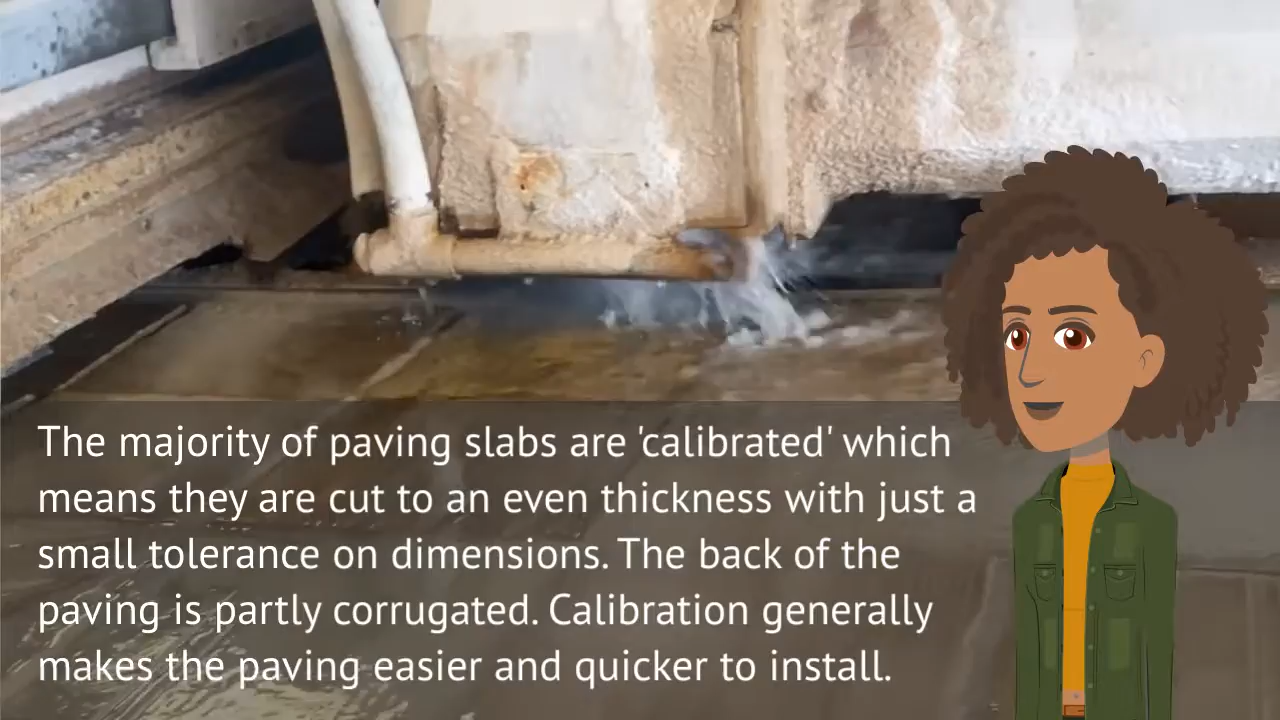 The majority of paving slabs are 'calibrated' which
means they are cut to an even thickness with just a
small tolerance on dimensions. The back of the
paving is partly corrugated. Calibration generally
makes the paving easier and quicker to install.